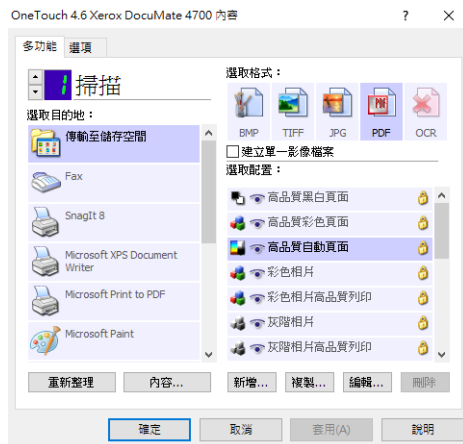 OneTouch 4.6 Xerox DocuMate 4700 內容
多功能 選項
1 掃描
選取目的地：
傳輸至儲存空間
Fax
SnagIt 8
Microsoft XPS Document
Writer
Microsoft Print to PDF
Microsoft Paint
重新整理 內容...
選取格式：
BMP TIFF JPG PDF OCR
建立單一影像檔案
選取配置：
高品質黑白頁面
高品質彩色頁面
高品質自動頁面
彩色相片
彩色相片高品質列印
灰階相片
灰階相片高品質列印
新增... 複製... 編輯... 刪除
確定 取消 套用(A) 說明